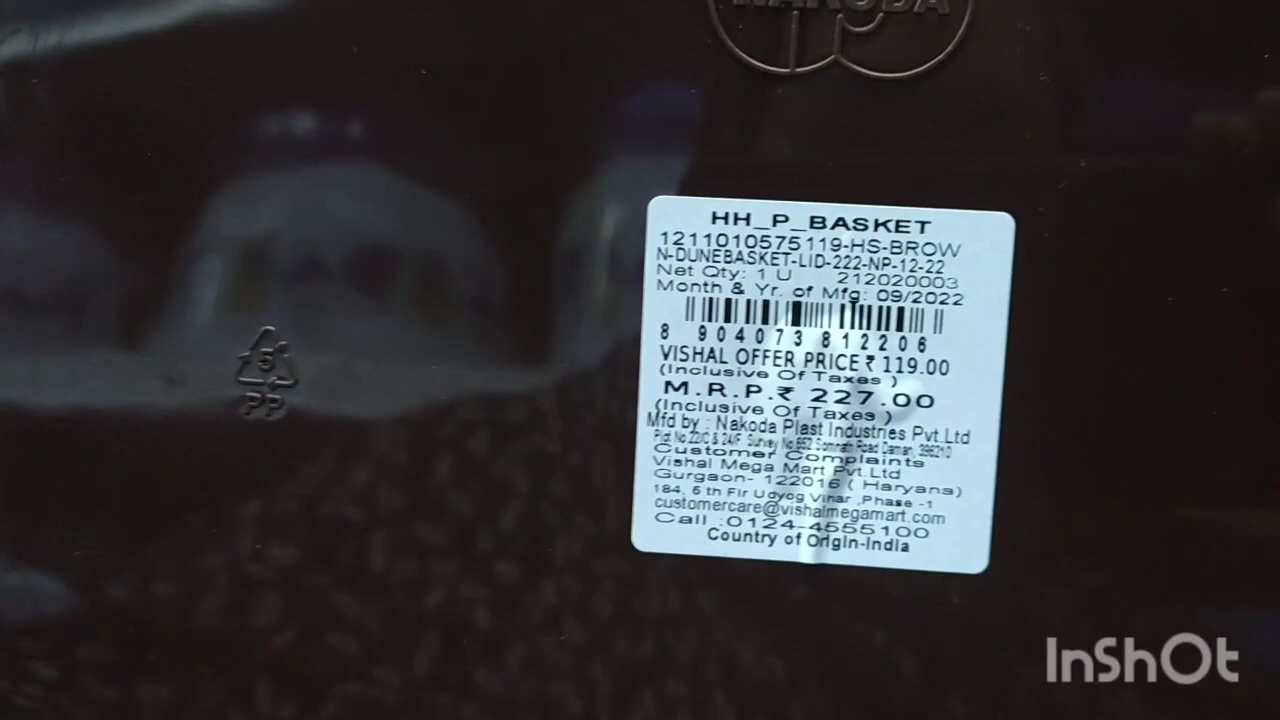 NAKODA
HH_P_BASKET
1211010575119-HS-BROW
N-DUNEBASKET-LID-222-NP-12-22
Net Qty: 1 U 212020003
Month & Yr. of Mfg: 09/2022
8 904073 812206
VISHAL OFFER PRICE ₹ 119.00
(Inclusive Of Taxes )
M.R.P.₹ 227.00
(Inclusive Of Taxes )
Mfd by : Nakoda Plast Industries Pvt.Ltd
Plot No.22/C & 24/F Survey No.652 Somnath Road Daman, 396210
Customer Complaints
Vishal Mega Mart Pvt.Ltd
Gurgaon- 122016 ( Haryana)
184, 5 th Flr Udyog Vihar ,Phase -1
customercare@vishalmegamart.com
Call :0124-4555100
Country of Origin-India
5
PP
InShOt